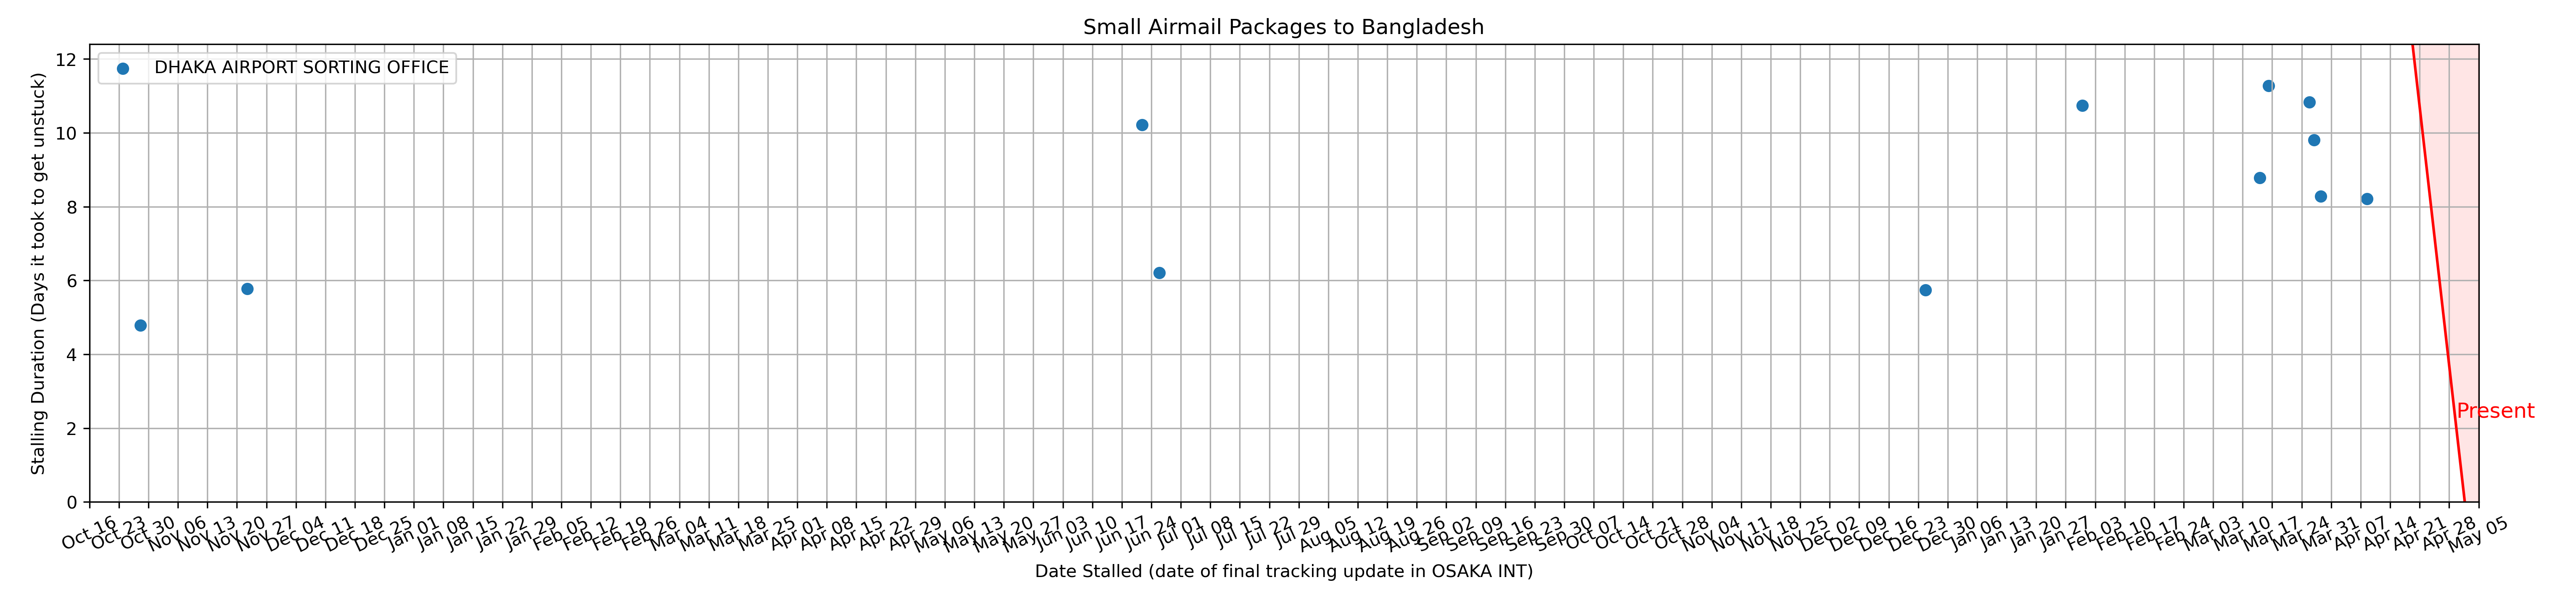 Small Airmail Packages to Bangladesh
DHAKA AIRPORT SORTING OFFICE
Stalling Duration (Days it took to get unstuck)
12
10
8
6
4
2
0
Present
Oct 16
Oct 23
Oct 30
Nov 06
Nov 13
Nov 20
Nov 27
Dec 04
Dec 11
Dec 18
Dec 25
Jan 01
Jan 08
Jan 15
Jan 22
Jan 29
Feb 05
Feb 12
Feb 19
Feb 26
Mar 04
Mar 11
Mar 18
Mar 25
Apr 01
Apr 08
Apr 15
Apr 22
Apr 29
May 06
May 13
May 20
May 27
Jun 03
Jun 10
Jun 17
Jun 24
Jul 01
Jul 08
Jul 15
Jul 22
Jul 29
Aug 05
Aug 12
Aug 19
Aug 26
Sep 02
Sep 09
Sep 16
Sep 23
Sep 30
Oct 07
Oct 14
Oct 21
Oct 28
Nov 04
Nov 11
Nov 18
Nov 25
Dec 02
Dec 09
Dec 16
Dec 23
Dec 30
Jan 06
Jan 13
Jan 20
Jan 27
Feb 03
Feb 10
Feb 17
Feb 24
Mar 03
Mar 10
Mar 17
Mar 24
Mar 31
Apr 07
Apr 14
Apr 21
Apr 28
May 05
Date Stalled (date of final tracking update in OSAKA INT)